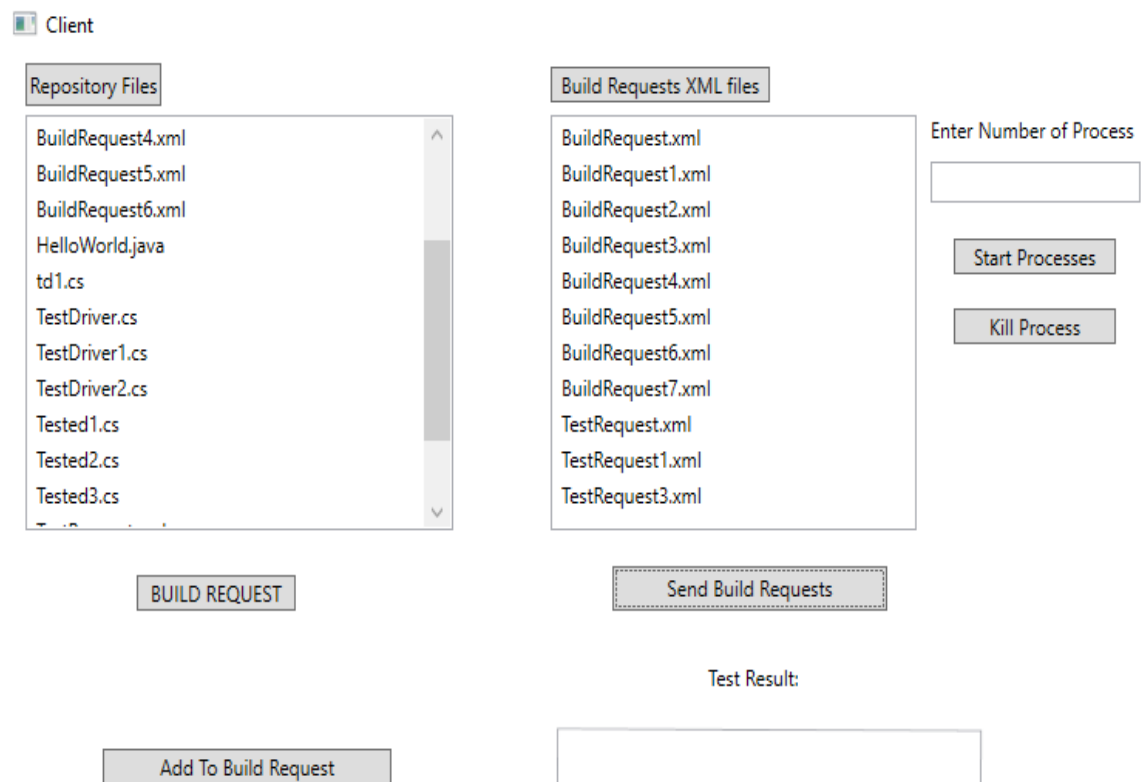 Client
Repository Files
BuildRequest4.xml
BuildRequest5.xml
BuildRequest6.xml
HelloWorld.java
td1.cs
TestDriver.cs
TestDriver1.cs
TestDriver2.cs
Tested1.cs
Tested2.cs
Tested3.cs
BUILD REQUEST
Add To Build Request
Build Requests XML files
BuildRequest.xml
BuildRequest1.xml
BuildRequest2.xml
BuildRequest3.xml
BuildRequest4.xml
BuildRequest5.xml
BuildRequest6.xml
BuildRequest7.xml
TestRequest.xml
TestRequest1.xml
TestRequest3.xml
Send Build Requests
Test Result:
Enter Number of Process
Start Processes
Kill Process